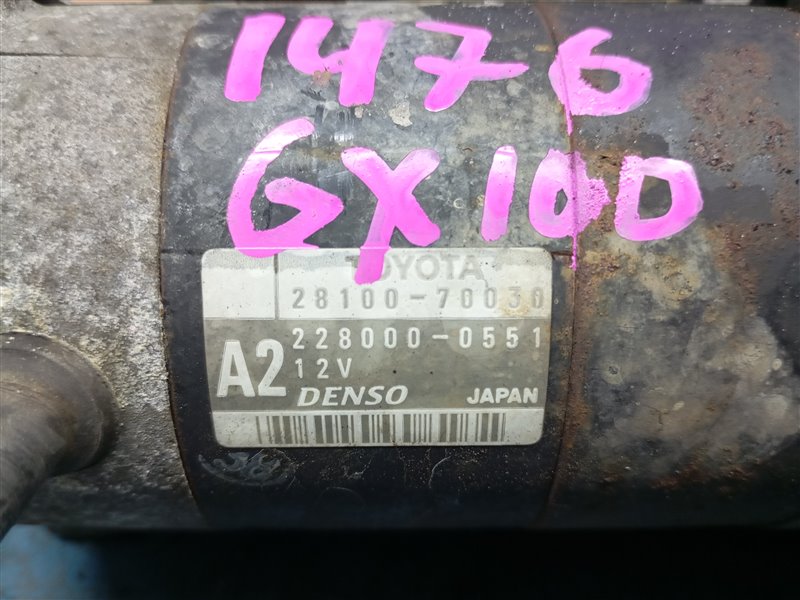 1476
GX100
TOYOTA
28100-70030
228000-0551
A2
12V
DENSO JAPAN